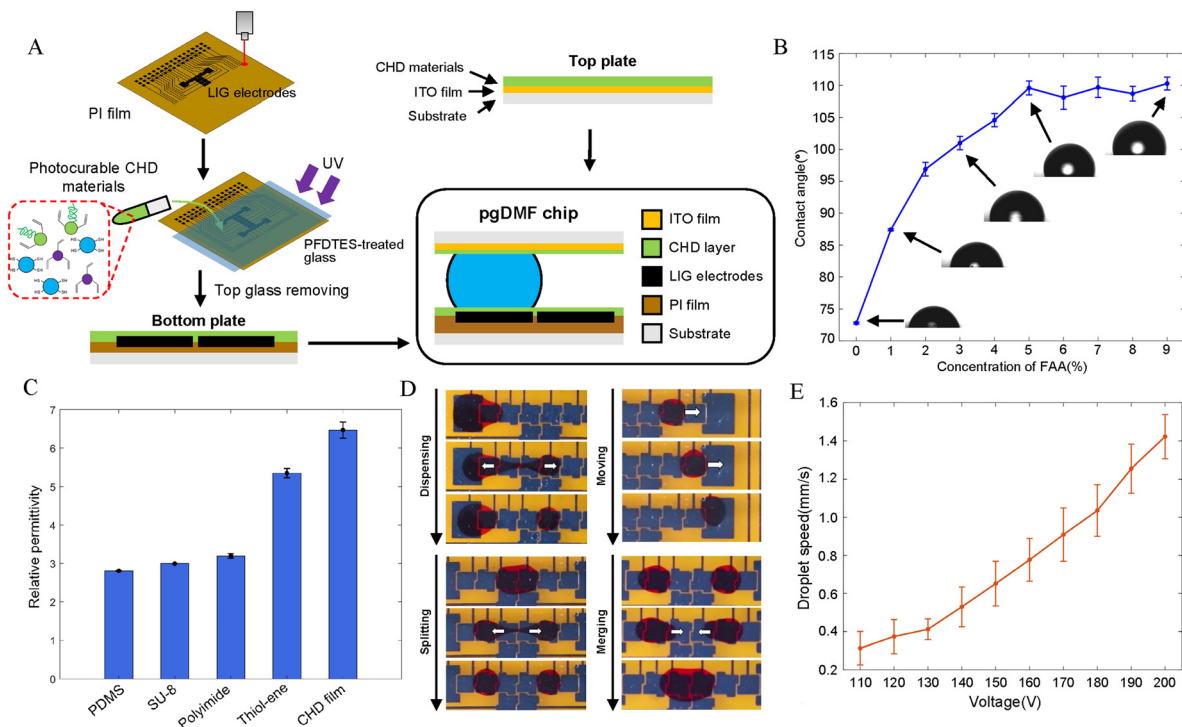 A
LIG electrodes
PI film
Photocurable CHD
materials
UV
PFDTES-treated
glass
Top glass removing
Bottom plate
Top plate
CHD materials
ITO film
Substrate
pgDMF chip
ITO film
CHD layer
LIG electrodes
PI film
Substrate
B
Contact angle(°)
115
110
105
100
95
90
85
80
75
70
0 1 2 3 4 5 6 7 8 9
Concentration of FAA(%)
C
Relative permittivity
7
6
5
4
3
2
1
0
PDMS
SU-8
Polyimide
Thiol-ene
CHD film
D
Dispensing
Moving
Splitting
Merging
E
Droplet speed(mm/s)
1.6
1.4
1.2
1.0
0.8
0.6
0.4
0.2
110 120 130 140 150 160 170 180 190 200
Voltage(V)